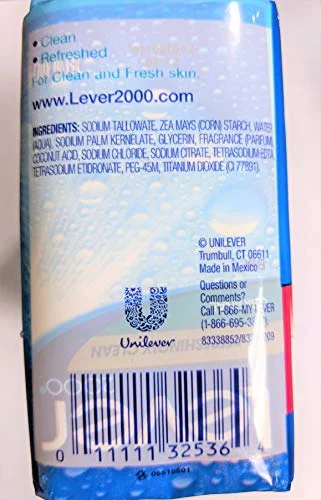 • Clean
• Refreshed
For Clean and Fresh skin.
www.Lever2000.com
INGREDIENTS: SODIUM TALLOWATE, ZEA MAYS (CORN) STARCH, WATER
(AQUA), SODIUM PALM KERNELATE, GLYCERIN, FRAGRANCE (PARFUM),
COCONUT ACID, SODIUM CHLORIDE, SODIUM CITRATE, TETRASODIUM EDTA,
TETRASODIUM ETIDRONATE, PEG-45M, TITANIUM DIOXIDE (CI 77891).
© UNILEVER
Trumbull, CT 06611
Made in Mexico
Questions or
Comments?
Call 1-866-MY LEVER
Unilever
83338852/
0 11111 32536 4